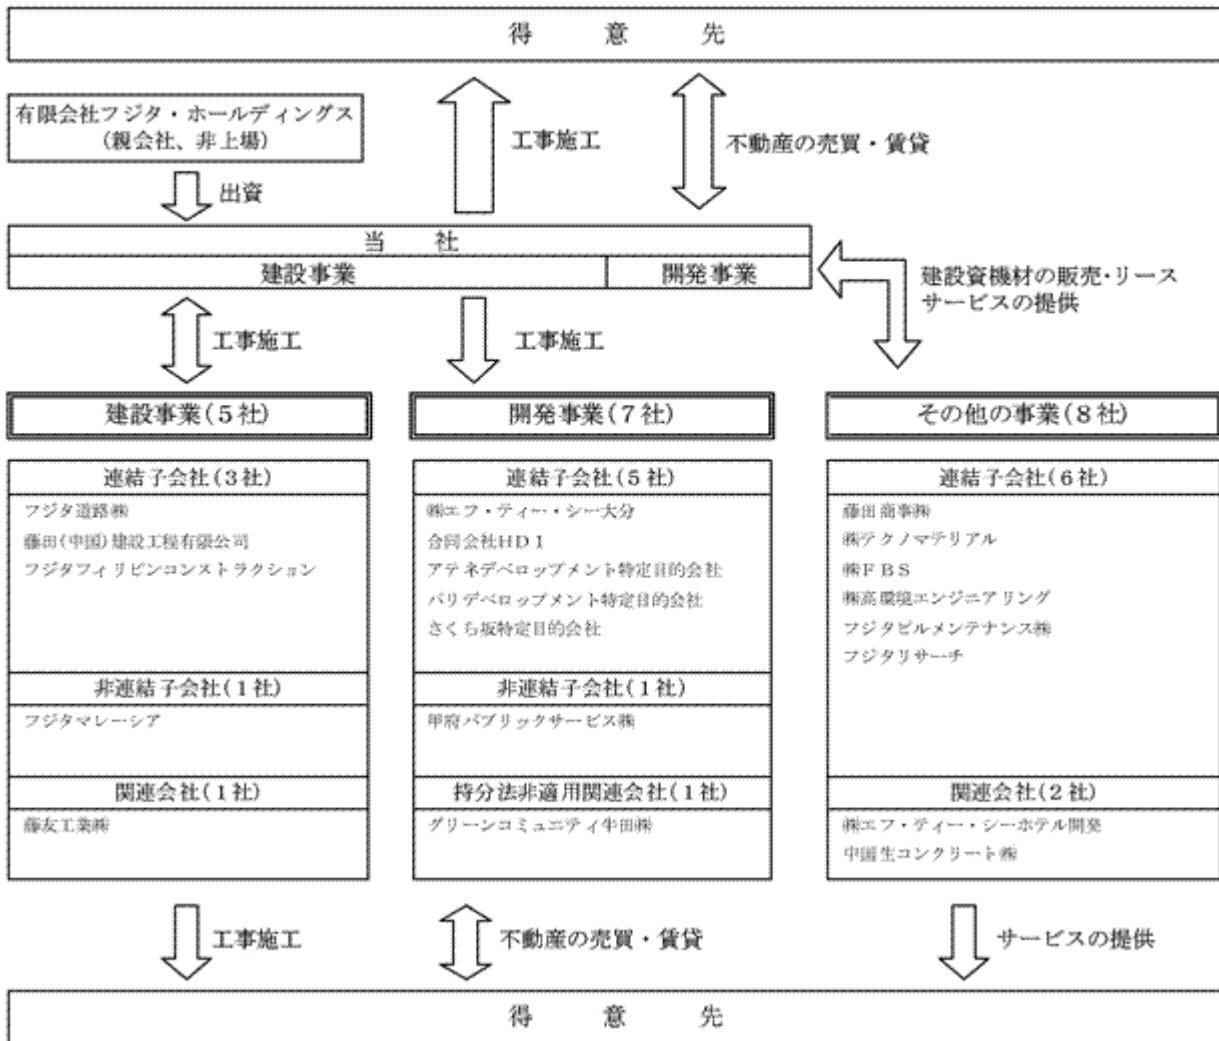 得意先
有限会社フジタ・ホールディングス
(親会社、非上場)
出資
工事施工
不動産の売買・賃貸
当社
建設事業
開発事業
建設資機材の販売・リース
サービスの提供
工事施工
工事施工
建設事業(5社)
開発事業(7社)
その他の事業(8社)
連結子会社(3社)
フジタ道路㈱
藤田(中国)建設工程有限公司
フジタフィリピンコンストラクション
非連結子会社(1社)
フジタマレーシア
関連会社(1社)
藤友工業㈱
連結子会社(5社)
㈱エフ・ティー・シー大分
合同会社HD1
アテネデベロップメント特定目的会社
パリデベロップメント特定目的会社
さくら坂特定目的会社
非連結子会社(1社)
甲府パブリックサービス㈱
持分法非適用関連会社(1社)
グリーンコミュニティ牛田㈱
連結子会社(6社)
藤田商事㈱
㈱テクノマテリアル
㈱FBS
㈱高環境エンジニアリング
フジタビルメンテナンス㈱
フジタリサーチ
関連会社(2社)
㈱エフ・ティー・シーホテル開発
中国生コンクリート㈱
工事施工
不動産の売買・賃貸
サービスの提供
得意先